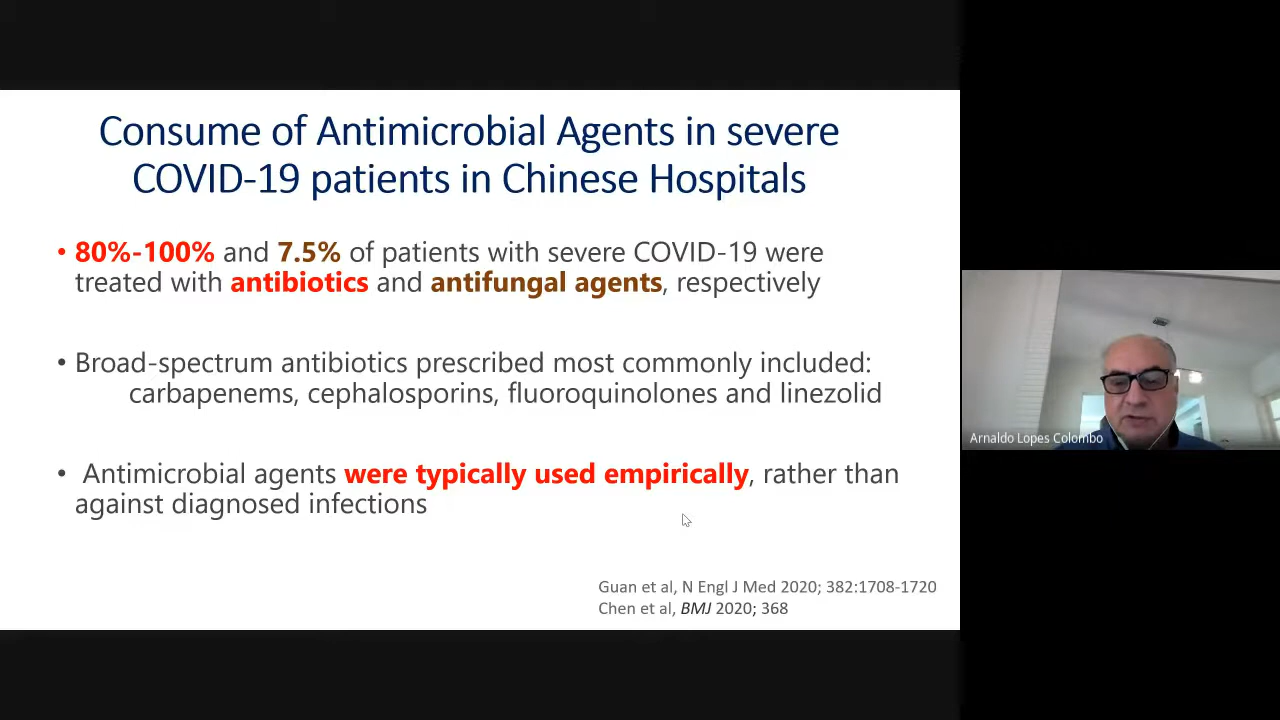 Consume of Antimicrobial Agents in severe
COVID-19 patients in Chinese Hospitals
• 80%-100% and 7.5% of patients with severe COVID-19 were
treated with antibiotics and antifungal agents, respectively
• Broad-spectrum antibiotics prescribed most commonly included:
carbapenems, cephalosporins, fluoroquinolones and linezolid
• Antimicrobial agents were typically used empirically, rather than
against diagnosed infections
Guan et al, N Engl J Med 2020; 382:1708-1720
Chen et al, BMJ 2020; 368
Arnaldo Lopes Colombo